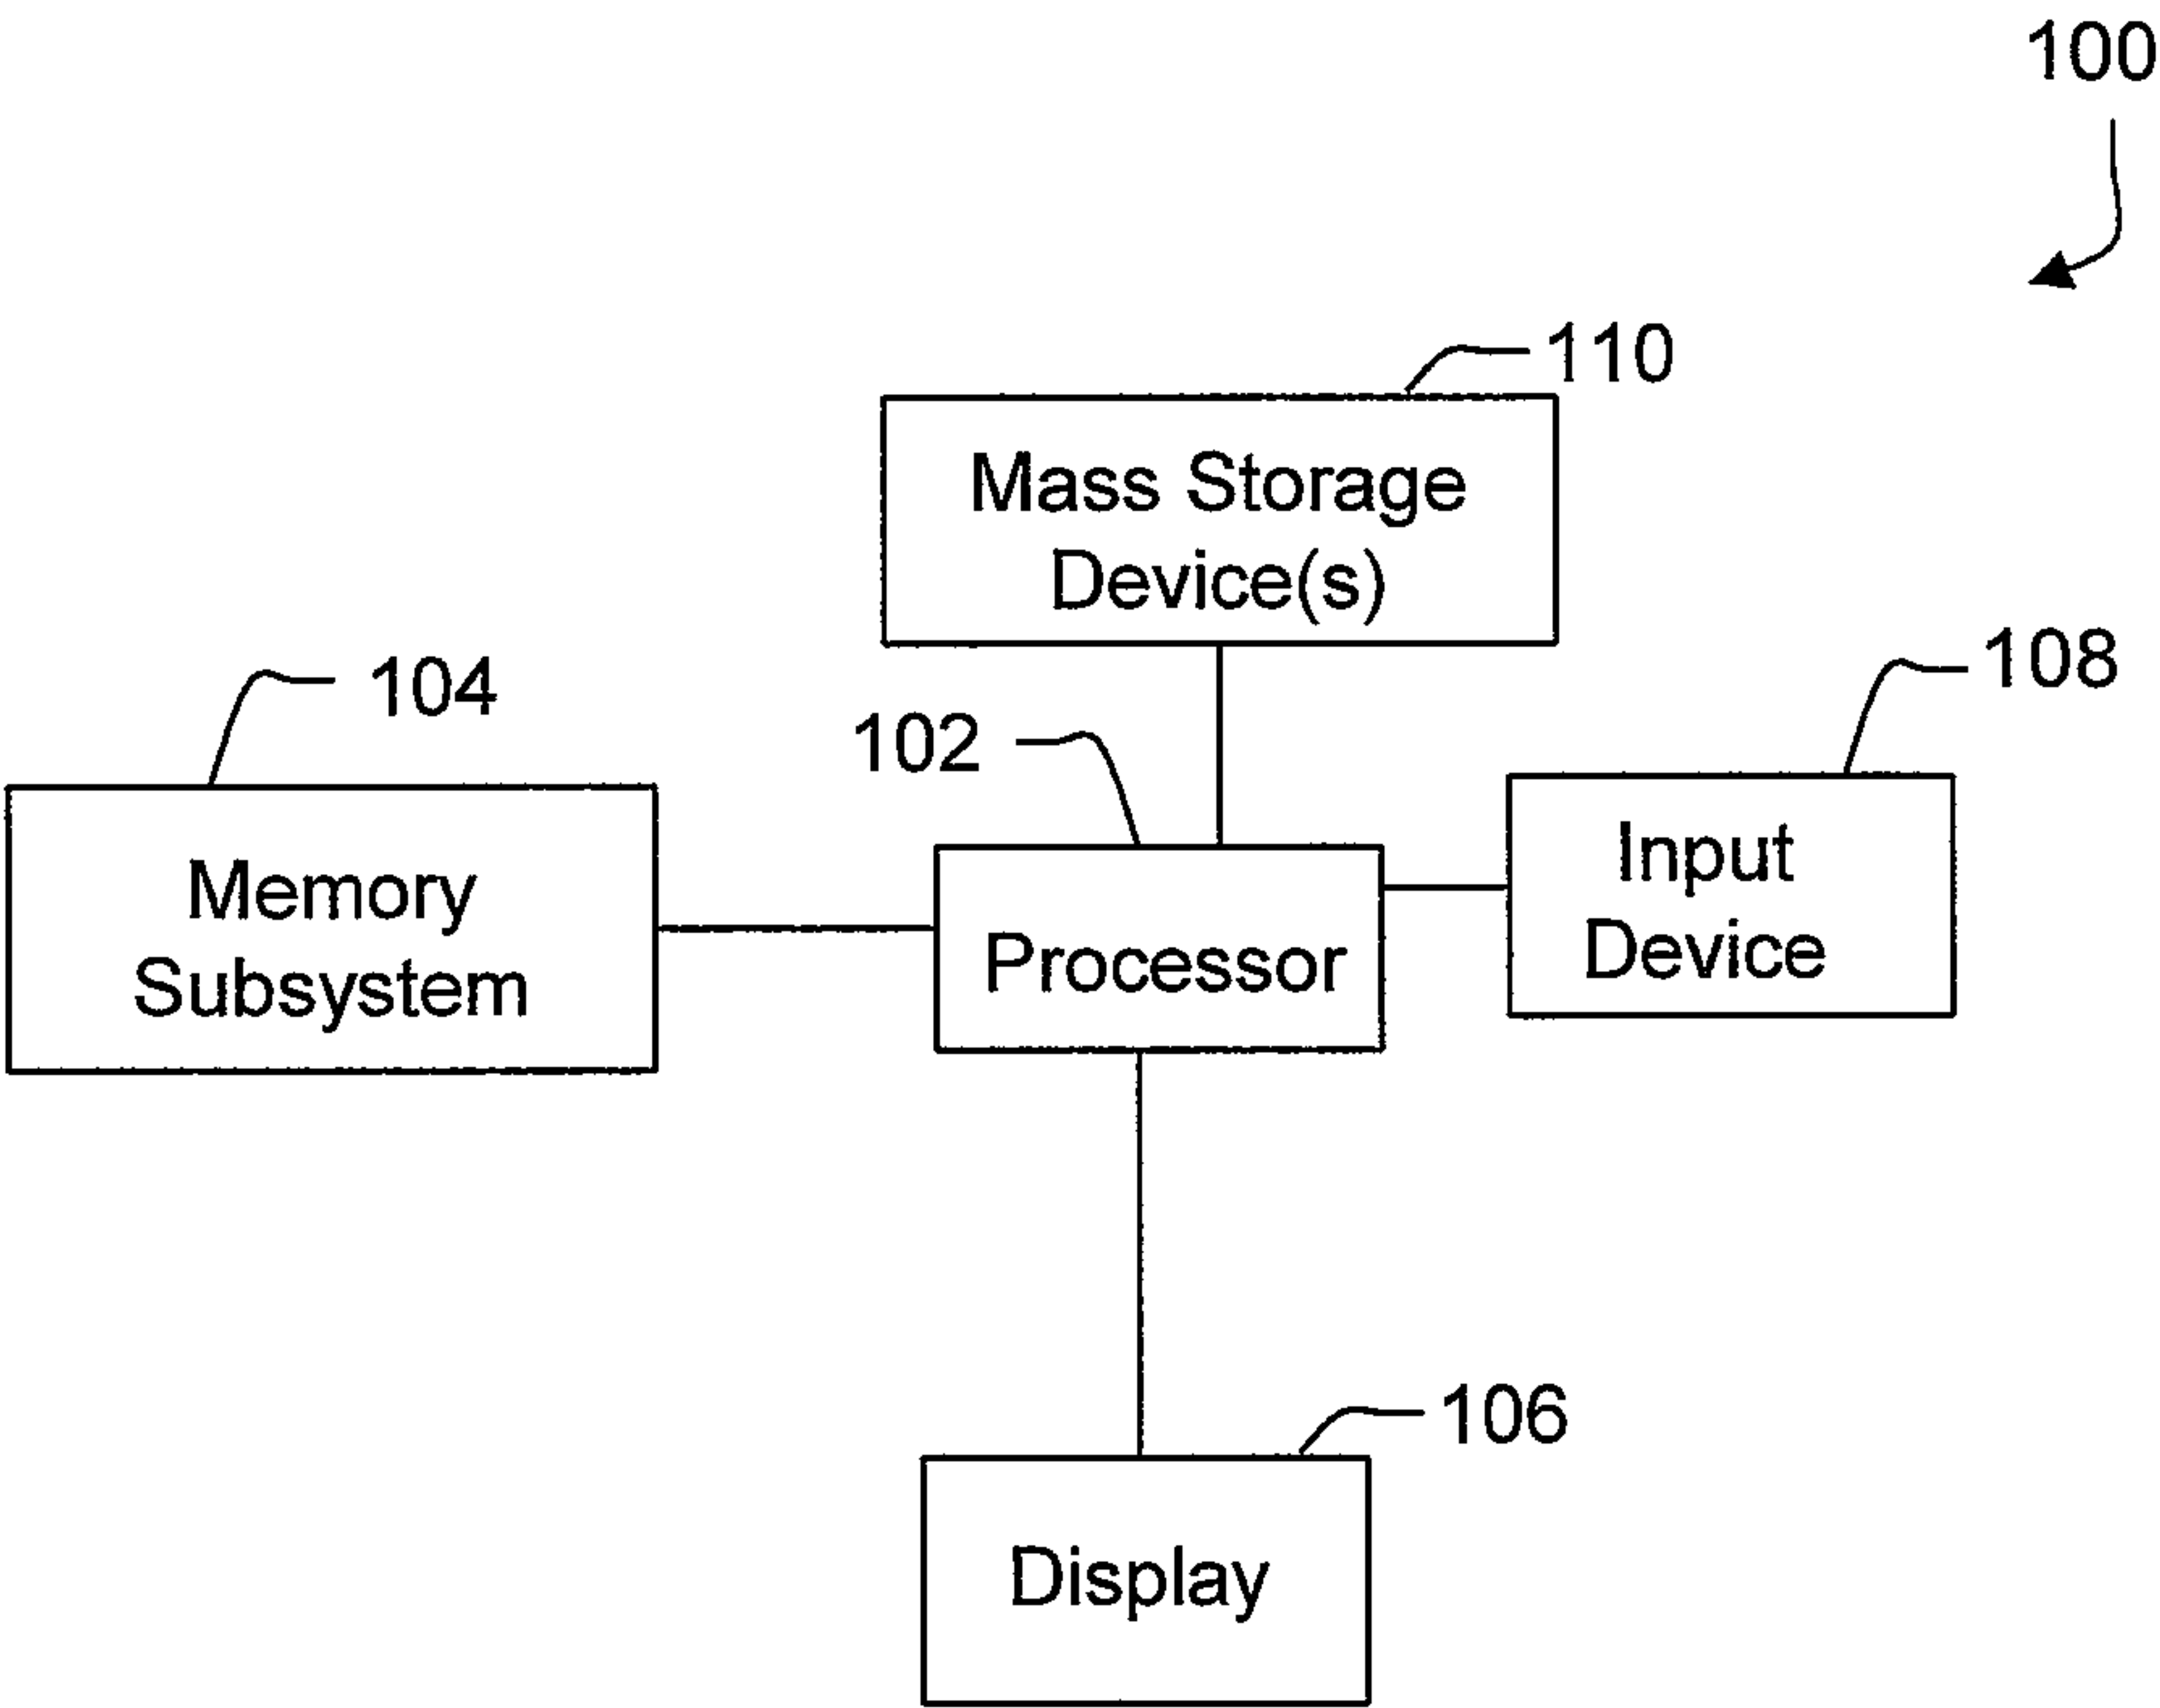 100
110
Mass Storage
Device(s)
104
102
108
Memory
Subsystem
Processor
Input
Device
106
Display